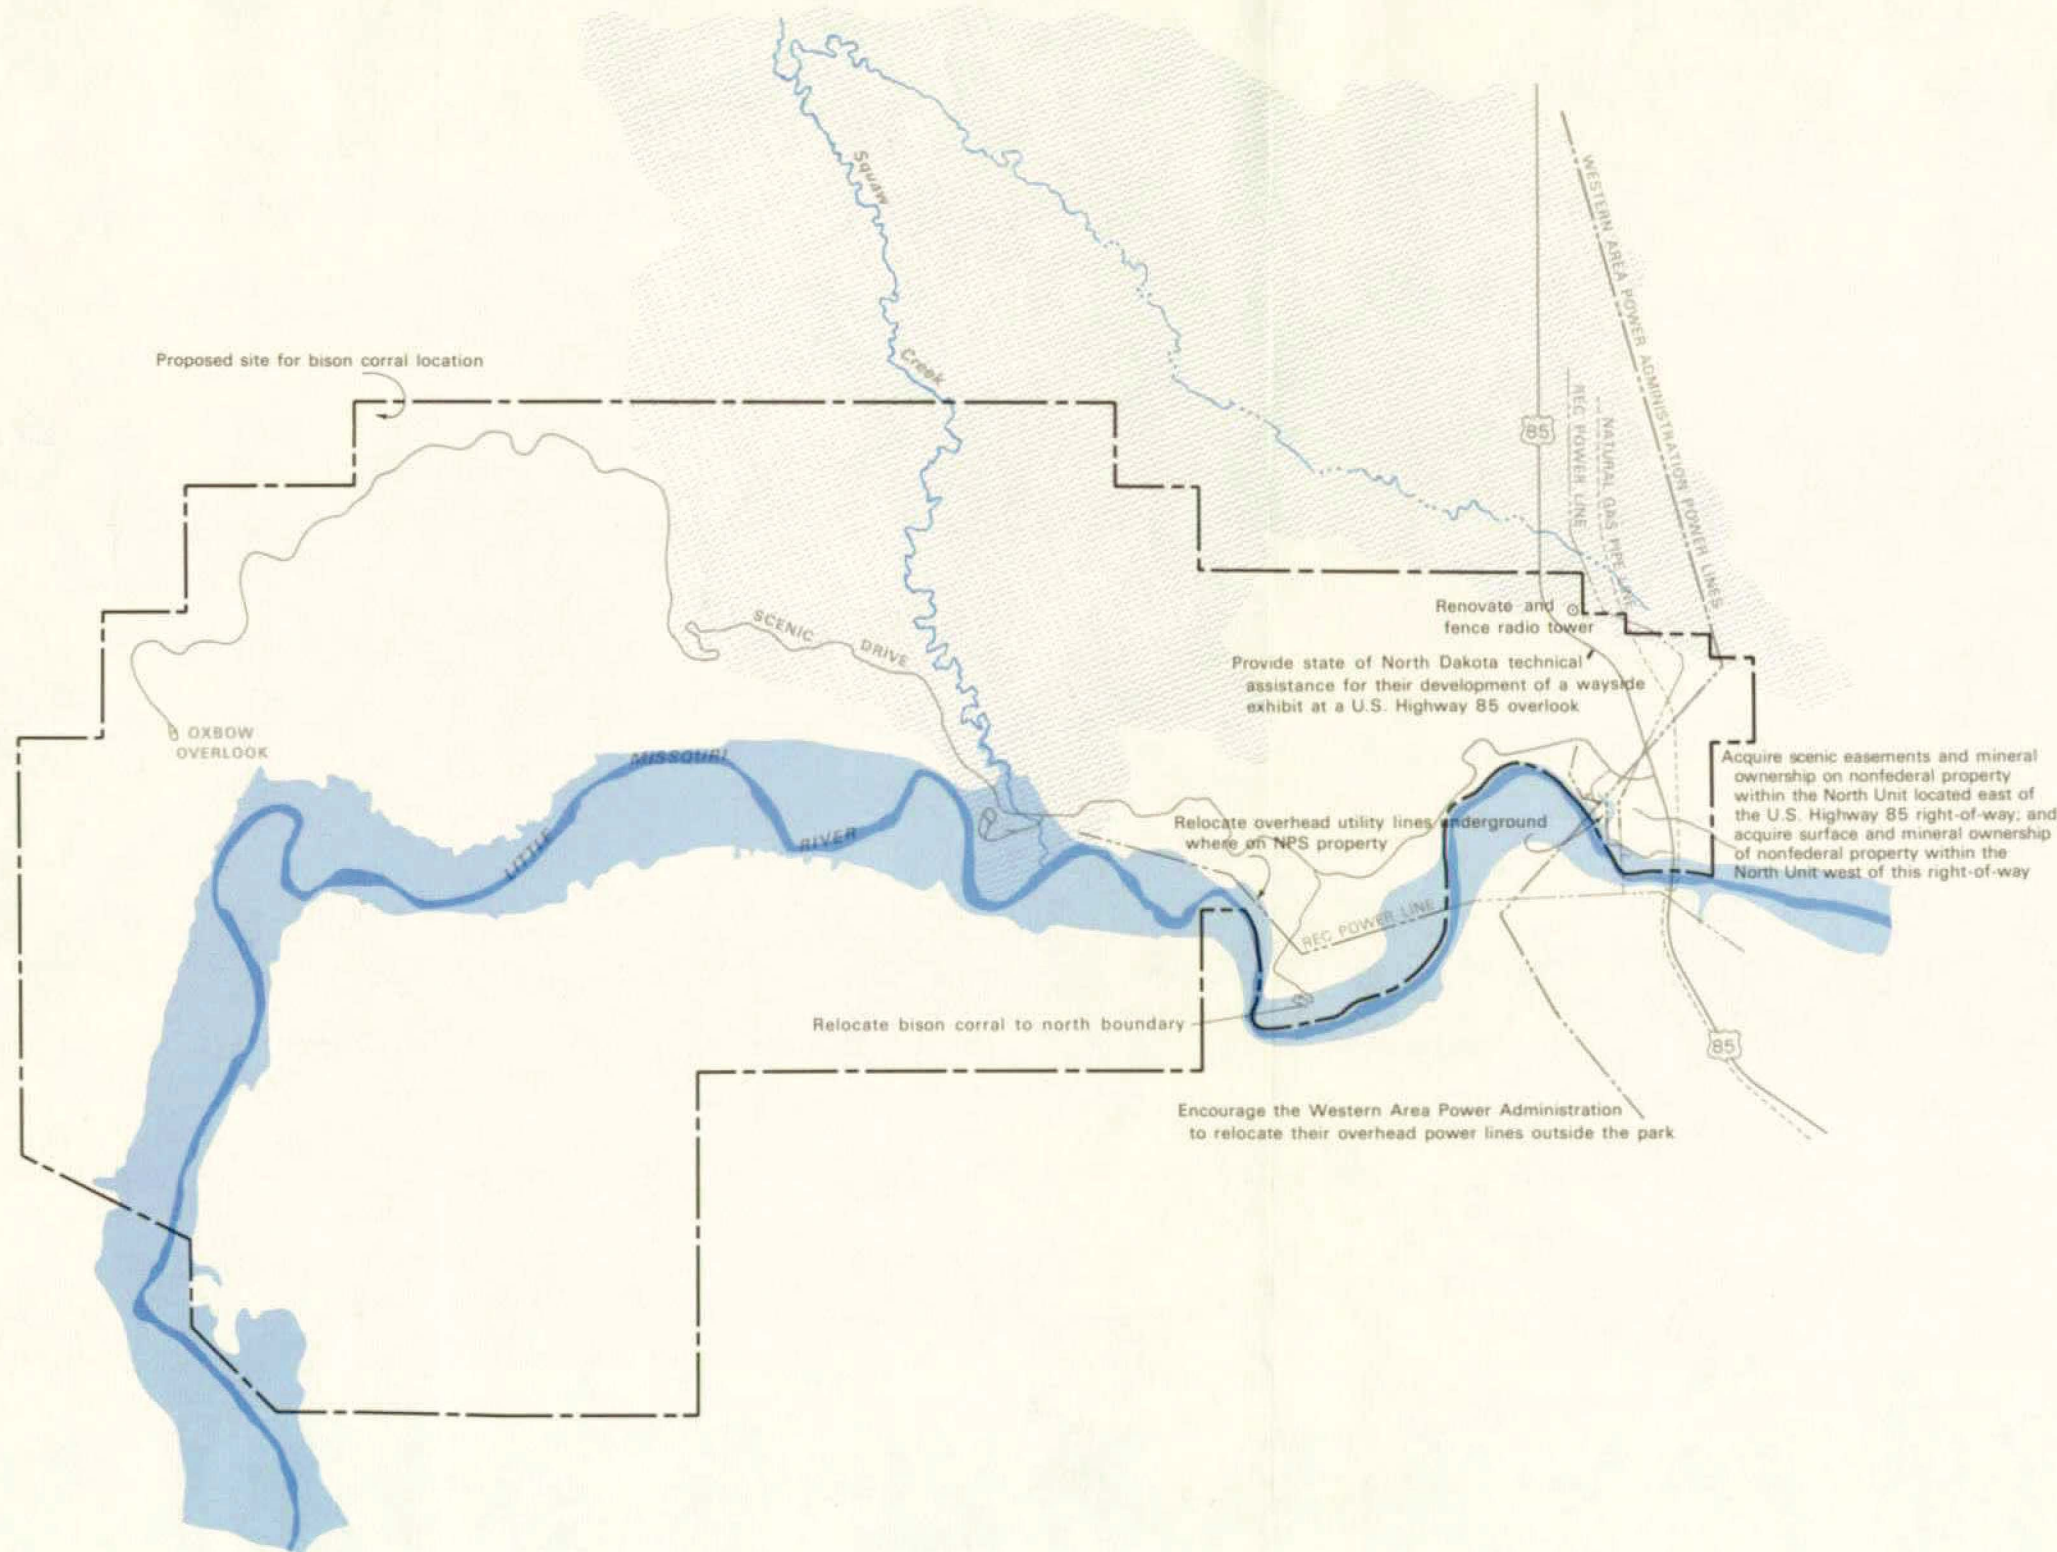 Squaw
Creek
WESTERN AREA POWER ADMINISTRATION POWER LINES
Proposed site for bison corral location
85
REC POWER LINE
NATURAL GAS PIPE LINE
Renovate and
fence radio tower
SCENIC DRIVE
Provide state of North Dakota technical
assistance for their development of a wayside
exhibit at a U.S. Highway 85 overlook
OXBOW
OVERLOOK
LITTLE MISSOURI RIVER
Acquire scenic easements and mineral
ownership on nonfederal property
within the North Unit located east of
the U.S. Highway 85 right-of-way; and
acquire surface and mineral ownership
of nonfederal property within the
North Unit west of this right-of-way
Relocate overhead utility lines underground
where on NPS property
REC POWER LINE
Relocate bison corral to north boundary
85
Encourage the Western Area Power Administration
to relocate their overhead power lines outside the park